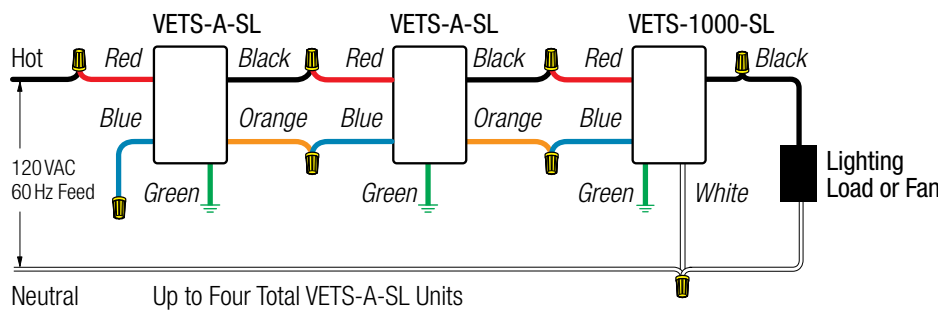 VETS-A-SL VETS-A-SL VETS-1000-SL
Hot Red Black Red Black Red Black
Blue Orange Blue Orange Blue
120 VAC
60 Hz Feed
Green Green Green White
Lighting
Load or Fan
Neutral Up to Four Total VETS-A-SL Units